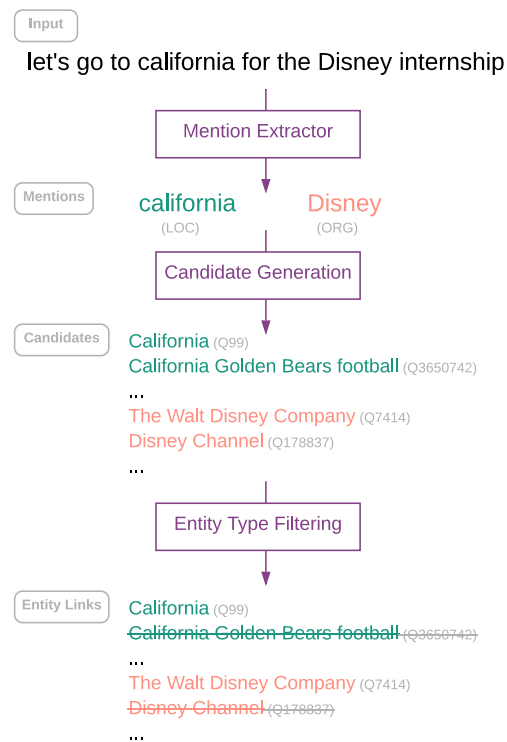 Input
let's go to california for the Disney internship
Mention Extractor
Mentions
california Disney
(LOC) (ORG)
Candidate Generation
Candidates
California (Q99)
California Golden Bears football (Q3650742)
...
The Walt Disney Company (Q7414)
Disney Channel (Q178837)
...
Entity Type Filtering
Entity Links
California (Q99)
California Golden Bears football (Q3650742)
...
The Walt Disney Company (Q7414)
Disney Channel (Q178837)
...